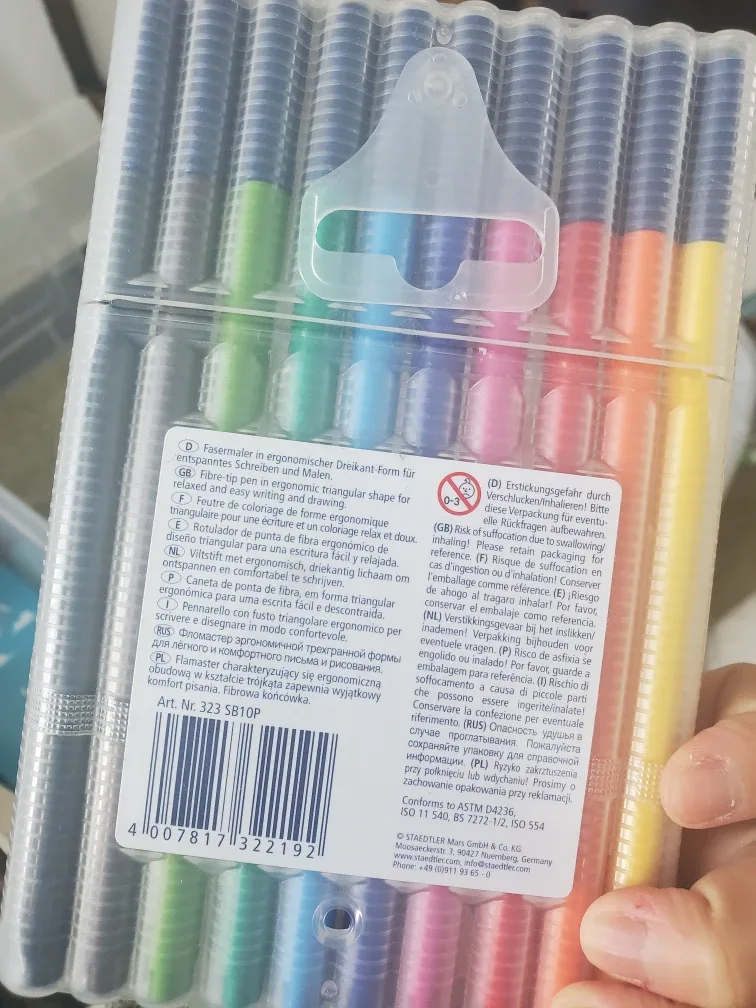 D Fasermaler in ergonomischer Dreikant-Form für
entspanntes Schreiben und Malen.
GB Fibre-tip pen in ergonomic triangular shape for
relaxed and easy writing and drawing.
F Feutre de coloriage de forme ergonomique
triangulaire pour une écriture et un coloriage relax et doux.
E Rotulador de punta de fibra ergonómico de
diseño triangular para una escritura fácil y relajada.
NL Viltstift met ergonomisch, driekantig lichaam om
ontspannen en comfortabel te schrijven.
P Caneta de ponta de fibra, em forma triangular
ergonómica para uma escrita fácil e descontraída.
I Pennarello con fusto triangolare ergonomico per
scrivere e disegnare in modo confortevole.
RUS Фломастер эргономичной трехгранной формы
для лёгкого и комфортного письма и рисования.
PL Flamaster charakteryzujący się ergonomiczną
obudową w kształcie trójkąta zapewnia wyjątkowy
komfort pisania. Fibrowa końcówka.
Art. Nr. 323 SB10P
4 007817 322192
0-3
(D) Erstickungsgefahr durch
Verschlucken/Inhalieren! Bitte
diese Verpackung für eventu-
elle Rückfragen aufbewahren.
(GB) Risk of suffocation due to swallowing/
inhaling! Please retain packaging for
reference. (F) Risque de suffocation en
cas d'ingestion ou d'inhalation! Conserver
l'emballage comme référence. (E) ¡Riesgo
de ahogo al tragaro inhalar! Por favor,
conservar el embalaje como referencia.
(NL) Verstikkingsgevaar bij het inslikken/
inademen! Verpakking bijhouden voor
eventuele vragen. (P) Risco de asfixia se
engolido ou inalado! Por favor, guarde a
embalagem para referência. (I) Rischio di
soffocamento a causa di piccole parti
che possono essere ingerite/inalate!
Conservare la confezione per eventuale
riferimento. (RUS) Опасность удушья в
случае проглатывания. Пожалуйста
сохраняйте упаковку для справочной
информации. (PL) Ryzyko zakrztuszenia
przy połknięciu lub wdychaniu! Prosimy o
zachowanie opakowania przy reklamacji.
Conforms to ASTM D4236,
ISO 11 540, BS 7272-1/2, ISO 554
© STAEDTLER Mars GmbH & Co. KG
Moosaeckerstr. 3, 90427 Nuernberg, Germany
www.staedtler.com, info@staedtler.com
Phone: +49 (0)911 93 65 - 0